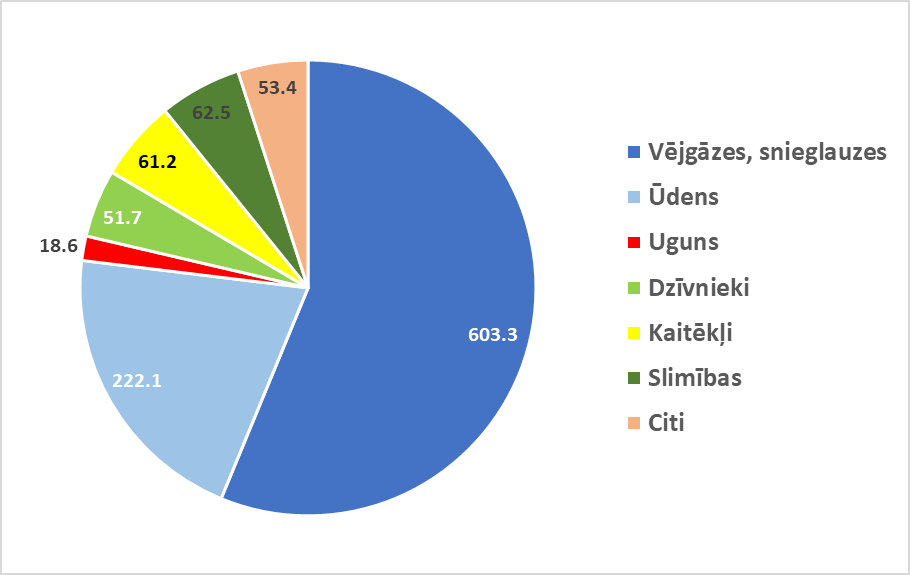 53.4
62.5
61.2
51.7
18.6
603.3
222.1
Vējgāzes, snieglauzes
Ūdens
Uguns
Dzīvnieki
Kaitēkļi
Slimības
Citi